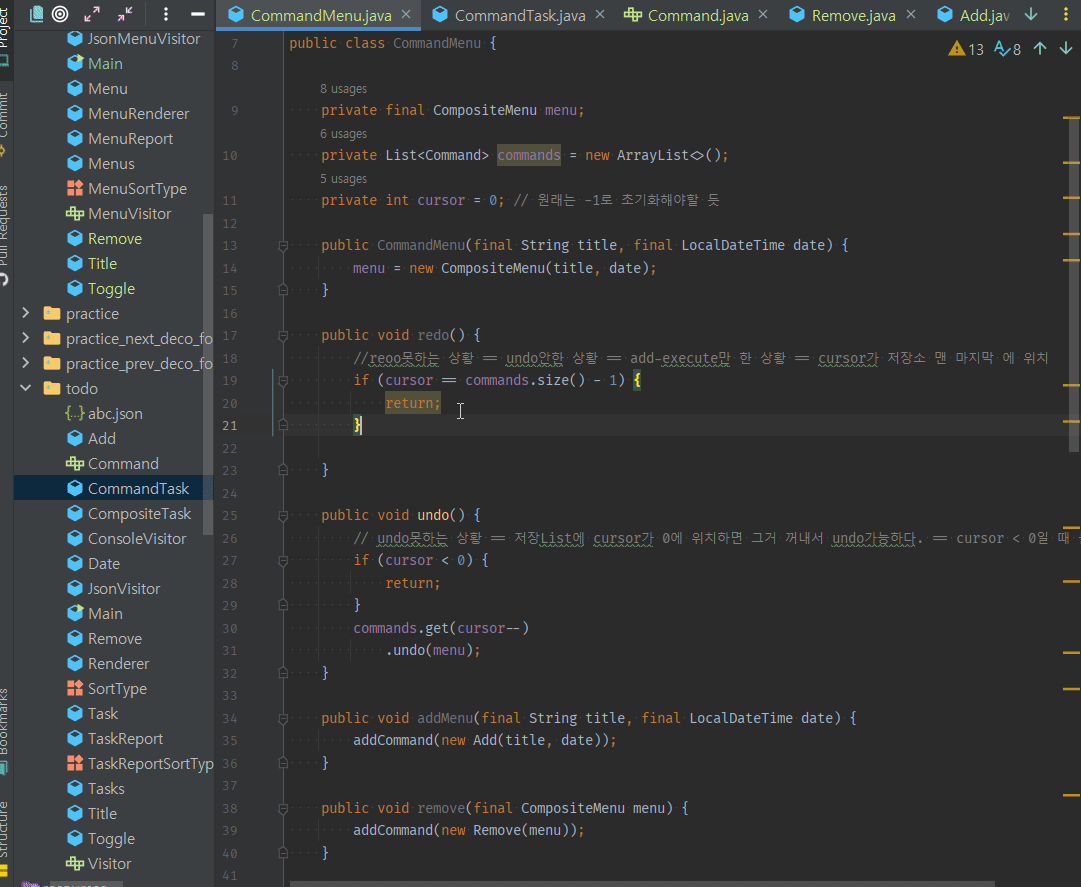 Project
Commit
Pull Requests
Bookmarks
Structure
JsonMenuVisitor
Main
Menu
MenuRenderer
MenuReport
Menus
MenuSortType
MenuVisitor
Remove
Title
Toggle
practice
practice_next_deco_fo
practice_prev_deco_fo
todo
abc.json
Add
Command
CommandTask
CompositeTask
ConsoleVisitor
Date
JsonVisitor
Main
Remove
Renderer
SortType
Task
TaskReport
TaskReportSortTyp
Tasks
Title
Toggle
Visitor
CommandMenu.java × CommandTask.java × Command.java × Remove.java × Add.jav
13 8
7 public class CommandMenu {
8
8 usages
9 private final CompositeMenu menu;
6 usages
10 private List<Command> commands = new ArrayList<>();
5 usages
11 private int cursor = 0; // 원래는 -1로 초기화해야할 듯
12
13 public CommandMenu(final String title, final LocalDateTime date) {
14 menu = new CompositeMenu(title, date);
15 }
16
17 public void redo() {
18 //reoo못하는 상황 == undo안한 상황 == add-execute만 한 상황 == cursor가 저장소 맨 마지막 에 위치
19 if (cursor == commands.size() - 1) {
20 return;
21 }
22
23 }
24
25 public void undo() {
26 // undo못하는 상황 == 저장List에 cursor가 0에 위치하면 그거 꺼내서 undo가능하다. == cursor < 0일 때
27 if (cursor < 0) {
28 return;
29 }
30 commands.get(cursor--)
31 .undo(menu);
32 }
33
34 public void addMenu(final String title, final LocalDateTime date) {
35 addCommand(new Add(title, date));
36 }
37
38 public void remove(final CompositeMenu menu) {
39 addCommand(new Remove(menu));
40 }
41